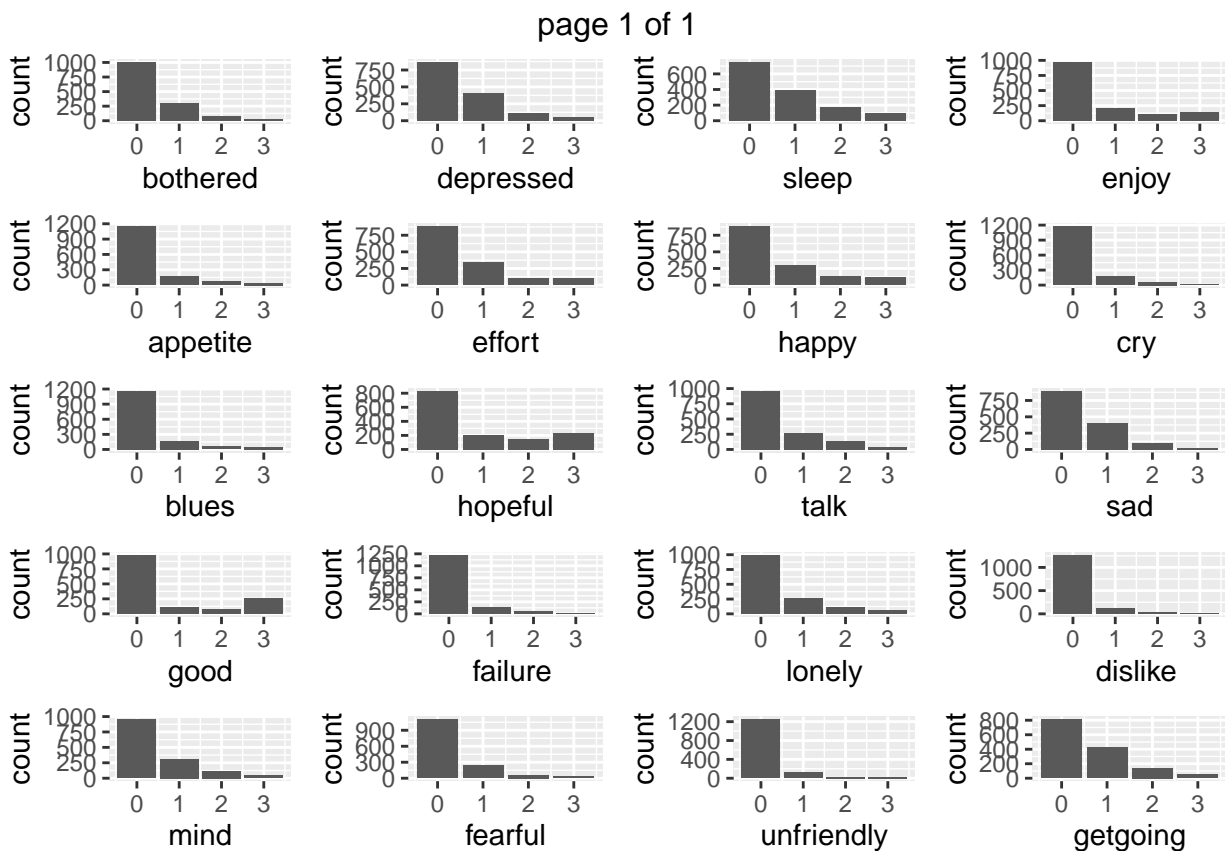 page 1 of 1
count 1000 750 250 0 0 1 2 3 bothered
count 750 500 250 0 0 1 2 3 depressed
count 600 400 200 0 0 1 2 3 sleep
count 1000 750 500 250 0 0 1 2 3 enjoy
count 1200 900 300 0 0 1 2 3 appetite
count 750 500 250 0 0 1 2 3 effort
count 750 500 250 0 0 1 2 3 happy
count 1200 900 600 300 0 0 1 2 3 cry
count 1200 900 600 300 0 0 1 2 3 blues
count 800 600 400 200 0 0 1 2 3 hopeful
count 1000 750 500 250 0 0 1 2 3 talk
count 750 500 250 0 0 1 2 3 sad
count 1000 750 500 250 0 0 1 2 3 good
count 1250 1000 750 500 250 0 0 1 2 3 failure
count 1000 750 500 250 0 0 1 2 3 lonely
count 1000 500 0 0 1 2 3 dislike
count 1000 750 500 250 0 0 1 2 3 mind
count 900 600 300 0 0 1 2 3 fearful
count 1200 800 400 0 0 1 2 3 unfriendly
count 800 600 400 200 0 0 1 2 3 getgoing